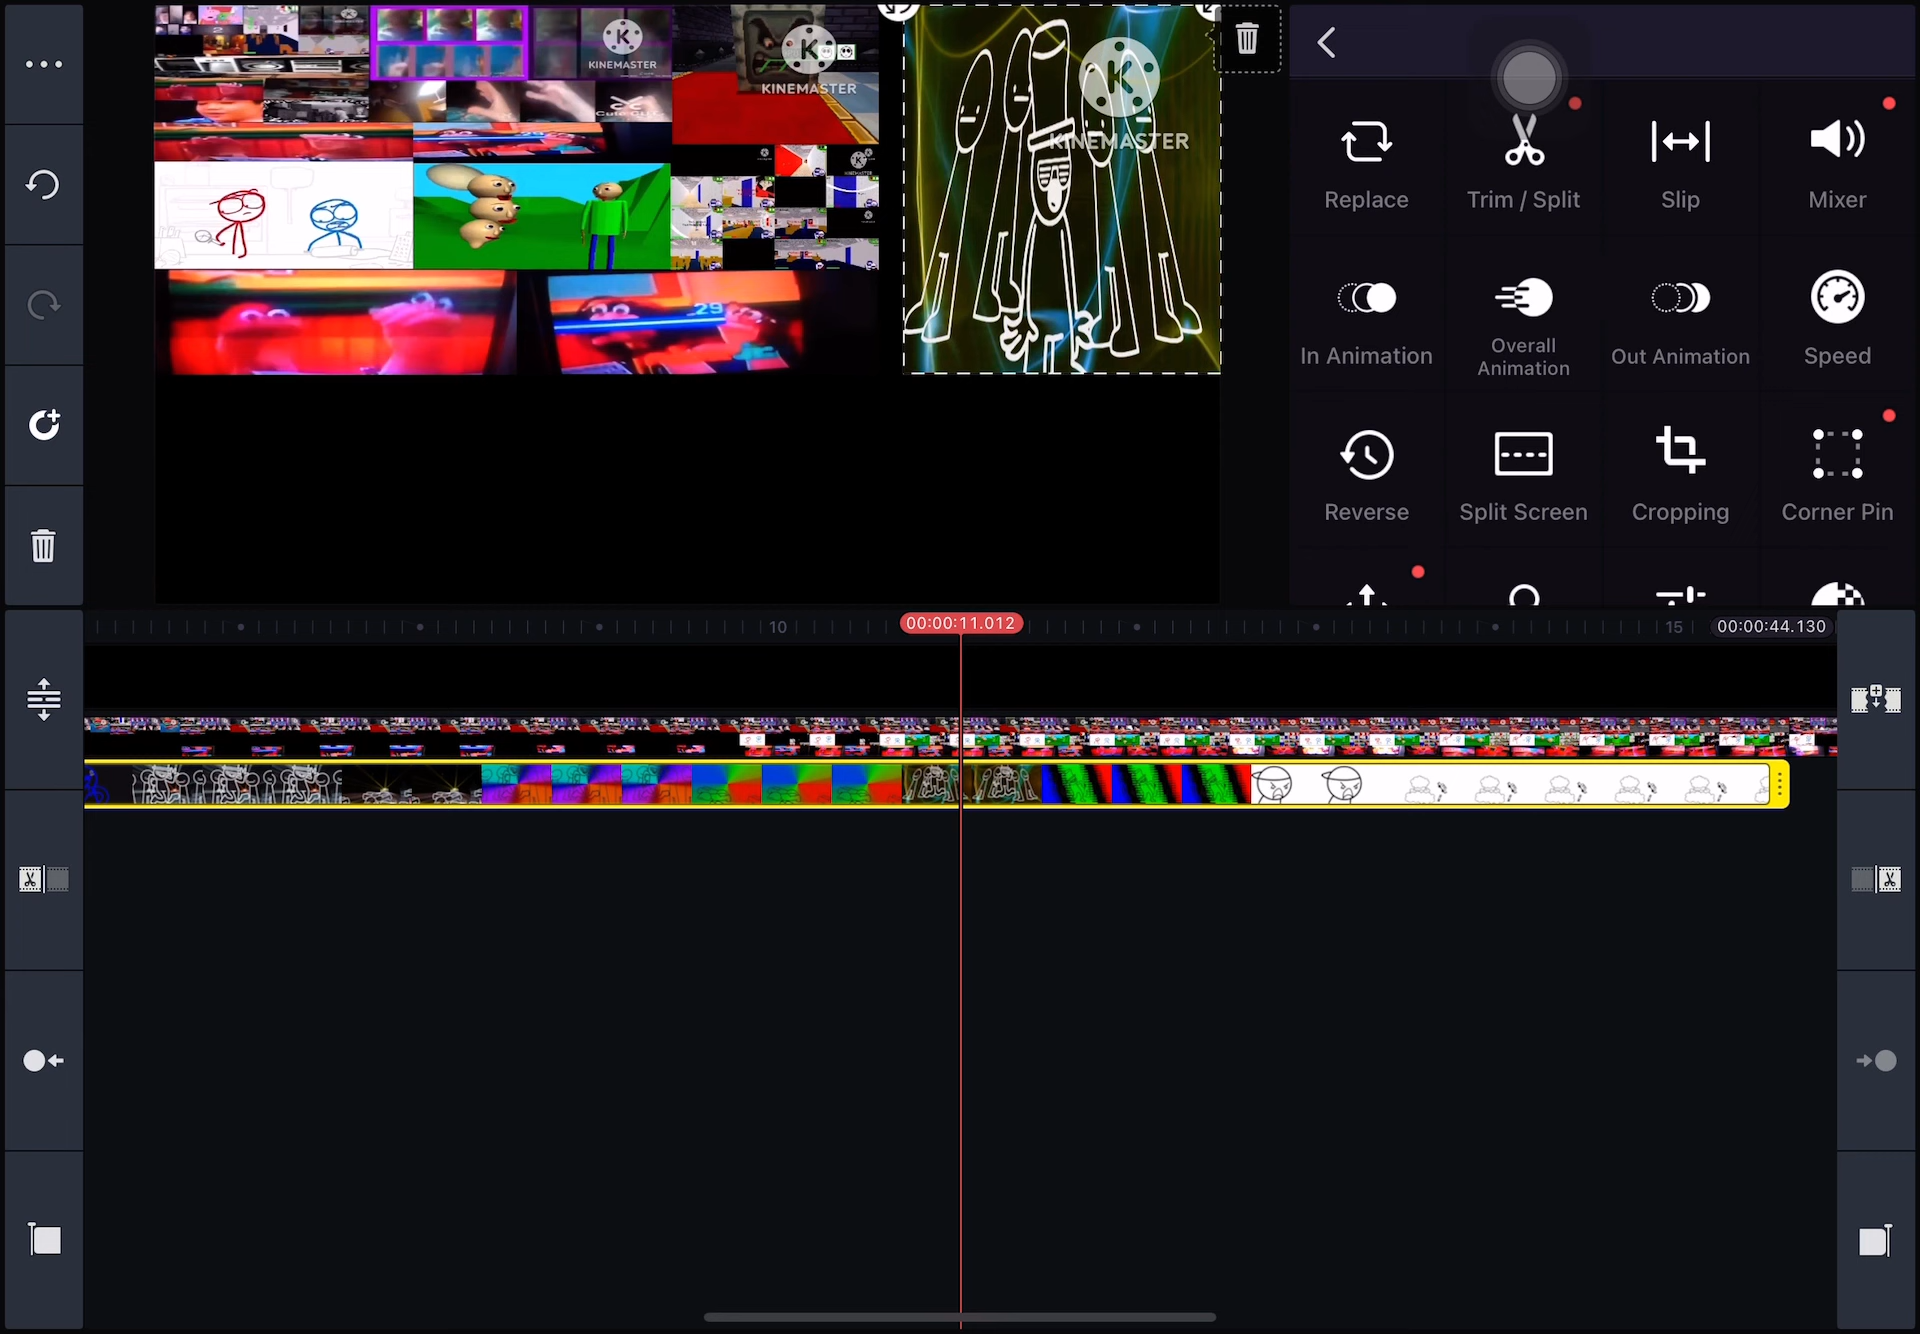 KINEMASTER
KINEMASTER
KINEMASTER
29
Replace
Trim / Split
Slip
Mixer
In Animation
Overall
Animation
Out Animation
Speed
Reverse
Split Screen
Cropping
Corner Pin
10
00:00:11.012
15
00:00:44.130